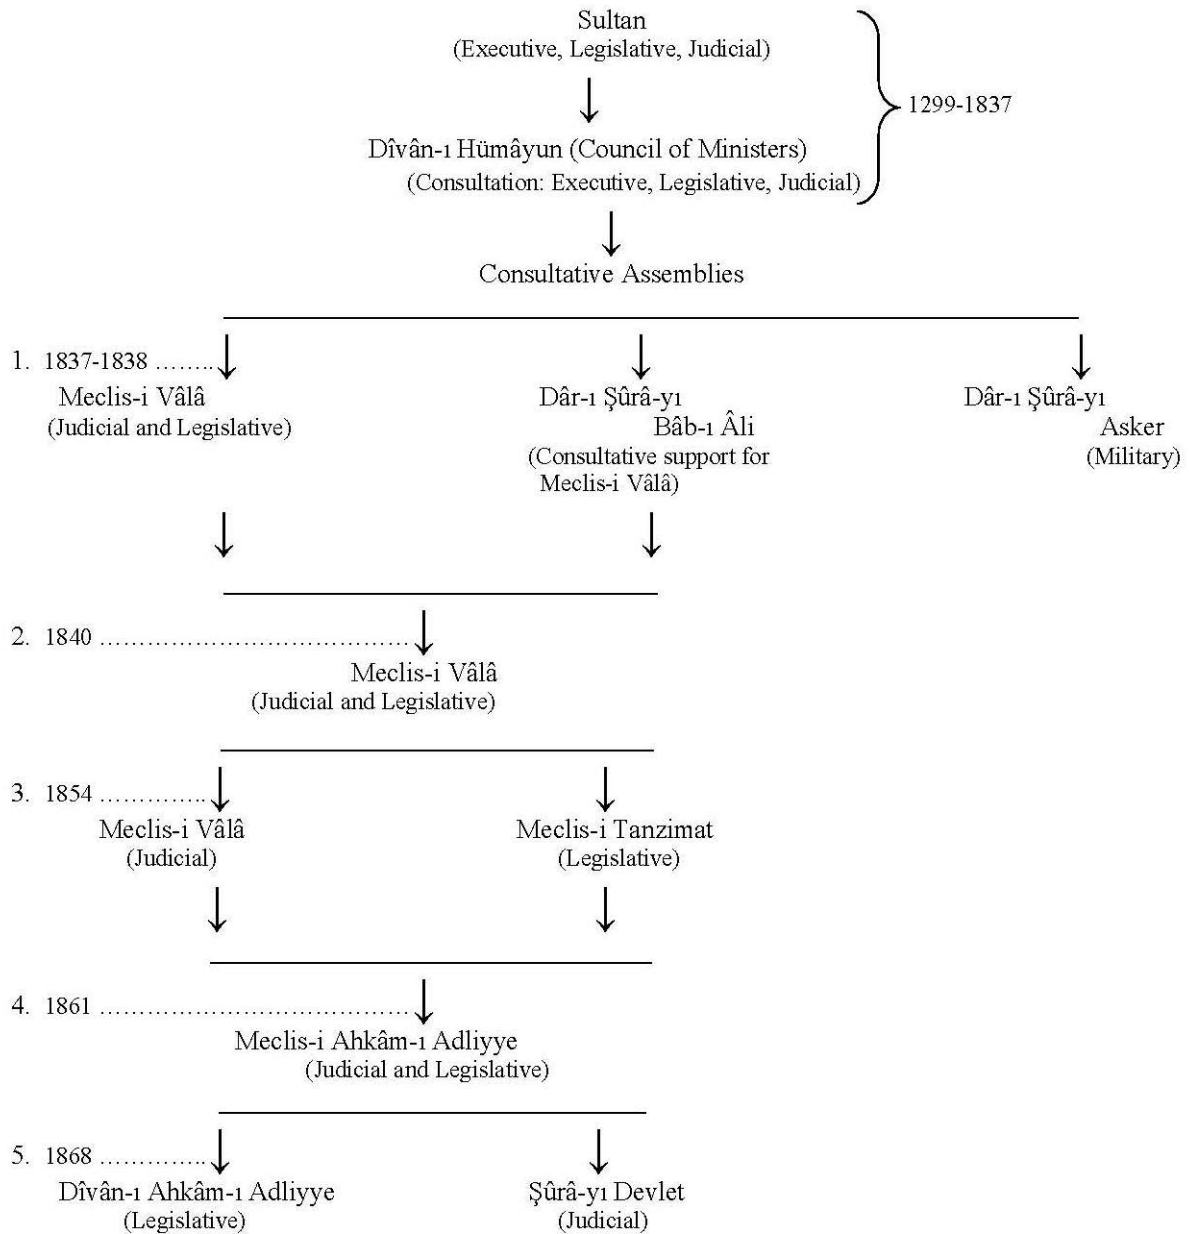 Sultan
(Executive, Legislative, Judicial)
1299-1837
Dîvân-ı Hümâyun (Council of Ministers)
(Consultation: Executive, Legislative, Judicial)
Consultative Assemblies
1. 1837-1838 ........
Meclis-i Vâlâ
(Judicial and Legislative)
Dâr-ı Şûrâ-yı
Bâb-ı Âli
(Consultative support for
Meclis-i Vâlâ)
Dâr-ı Şûrâ-yı
Asker
(Military)
2. 1840 ........................................
Meclis-i Vâlâ
(Judicial and Legislative)
3. 1854 ..............
Meclis-i Vâlâ
(Judicial)
Meclis-i Tanzimat
(Legislative)
4. 1861 ........................................
Meclis-i Ahkâm-ı Adliyye
(Judicial and Legislative)
5. 1868 ..............
Dîvân-ı Ahkâm-ı Adliyye
(Legislative)
Şûrâ-yı Devlet
(Judicial)